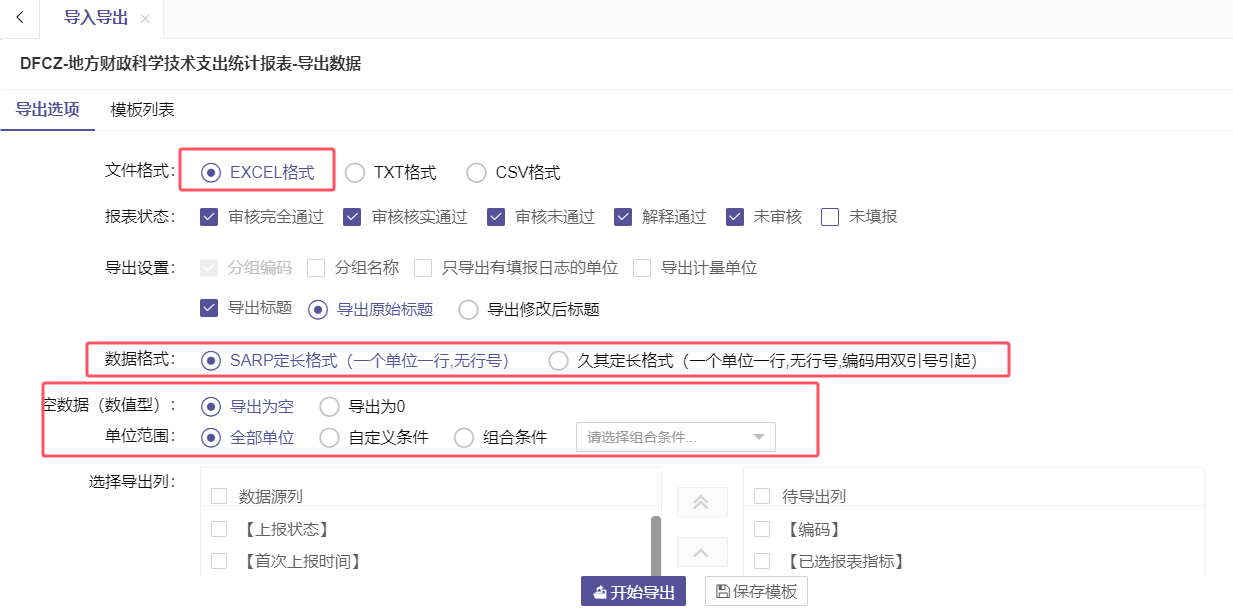 导入导出
DFCZ-地方财政科学技术支出统计报表-导出数据
导出选项 模板列表
文件格式: EXCEL格式 TXT格式 CSV格式
报表状态: 审核完全通过 审核核实通过 审核未通过 解释通过 未审核 未填报
导出设置: 分组编码 分组名称 只导出有填报日志的单位 导出计量单位
导出标题 导出原始标题 导出修改后标题
数据格式: SARP定长格式（一个单位一行,无行号） 久其定长格式（一个单位一行,无行号,编码用双引号引起）
空数据（数值型）: 导出为空 导出为0
单位范围: 全部单位 自定义条件 组合条件 请选择组合条件...
选择导出列: 数据源列 待导出列
【上报状态】 【编码】
【首次上报时间】 【已选报表指标】
开始导出 保存模板